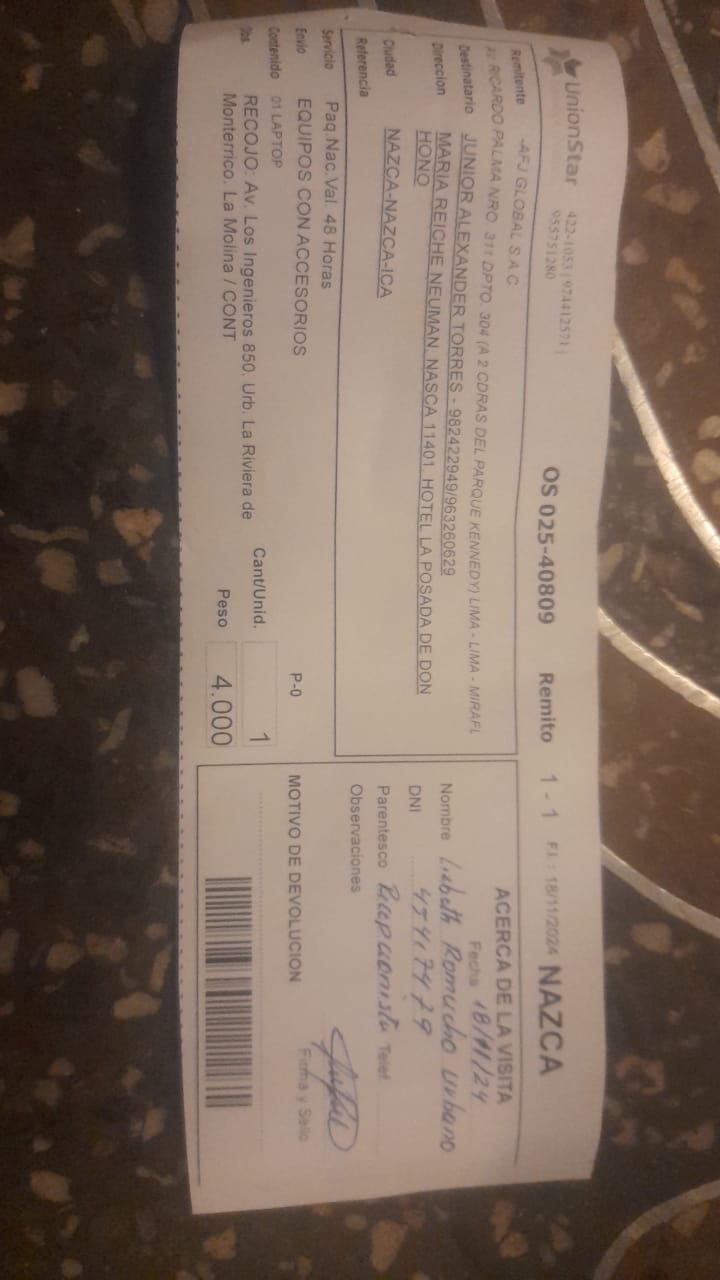 UnionStar 422-1053 | 974412571 |
955751280
OS 025-40809 Remito 1 - 1 F.I. : 18/11/2024 NAZCA
Remitente -AFJ GLOBAL S.A.C.
AV. RICARDO PALMA NRO. 311 DPTO. 304 (A 2 CDRAS DEL PARQUE KENNEDY) LIMA - LIMA - MIRAFL
Destinatario JUNIOR ALEXANDER TORRES - 982422949/963260629
Direccion MARIA REICHE NEUMAN, NASCA 11401. HOTEL LA POSADA DE DON
HONO
Ciudad NAZCA-NAZCA-ICA
Referencia
Servicio Paq.Nac.Val. 48 Horas
Envio EQUIPOS CON ACCESORIOS P-0
Contenido 01 LAPTOP
Cant/Unid. 1
Obs. RECOJO: Av. Los Ingenieros 850. Urb. La Riviera de
Monterrico. La Molina / CONT
Peso 4.000
ACERCA DE LA VISITA
Fecha 18/11/24
Nombre Lisbeth Romucho Urbano
DNI 45417479
Parentesco Recepcionista Telef.
Observaciones
Firma y Sello
MOTIVO DE DEVOLUCION